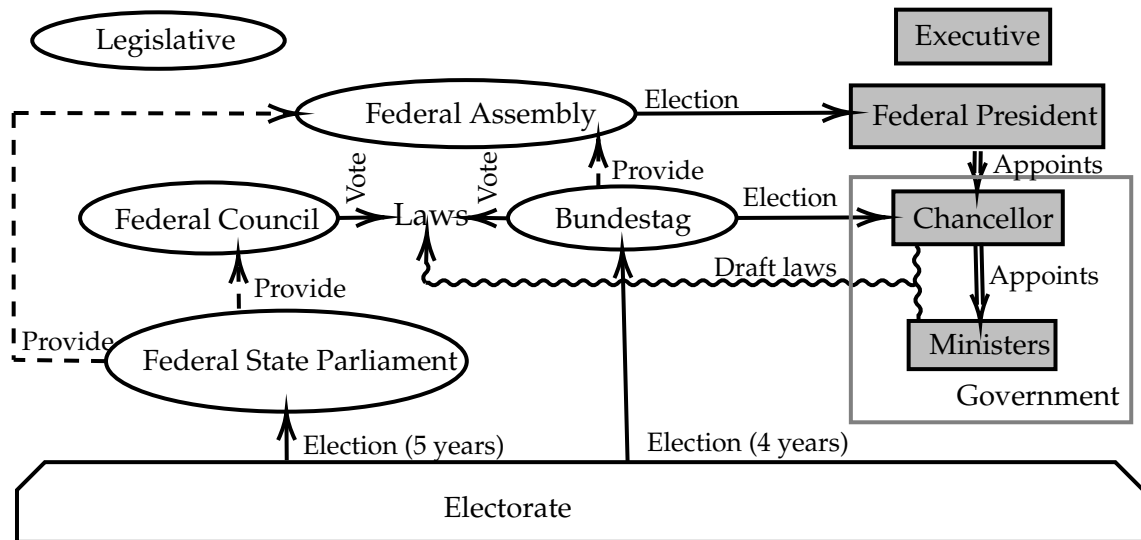 Legislative
Executive
Federal Assembly
Election
Federal President
Vote
Vote
Provide
Appoints
Federal Council
Laws
Bundestag
Election
Chancellor
Draft laws
Provide
Appoints
Provide
Federal State Parliament
Ministers
Government
Election (5 years)
Election (4 years)
Electorate